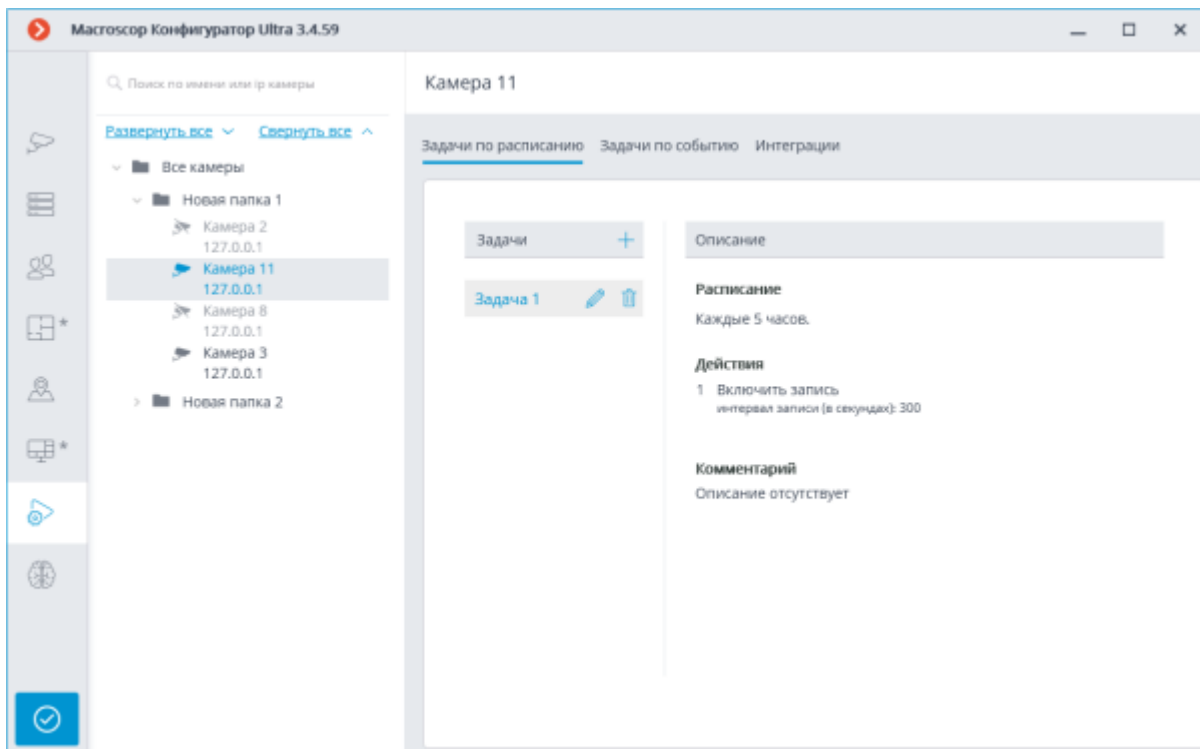 Macroscop Конфигуратор Ultra 3.4.59
Поиск по имени или ip камеры
Развернуть все Свернуть все
Все камеры
Новая папка 1
Камера 2
127.0.0.1
Камера 11
127.0.0.1
Камера 8
127.0.0.1
Камера 3
127.0.0.1
Новая папка 2
Камера 11
Задачи по расписанию Задачи по событию Интеграции
Задачи +
Задача 1
Описание
Расписание
Каждые 5 часов.
Действия
1 Включить запись
интервал записи (в секундах): 300
Комментарий
Описание отсутствует